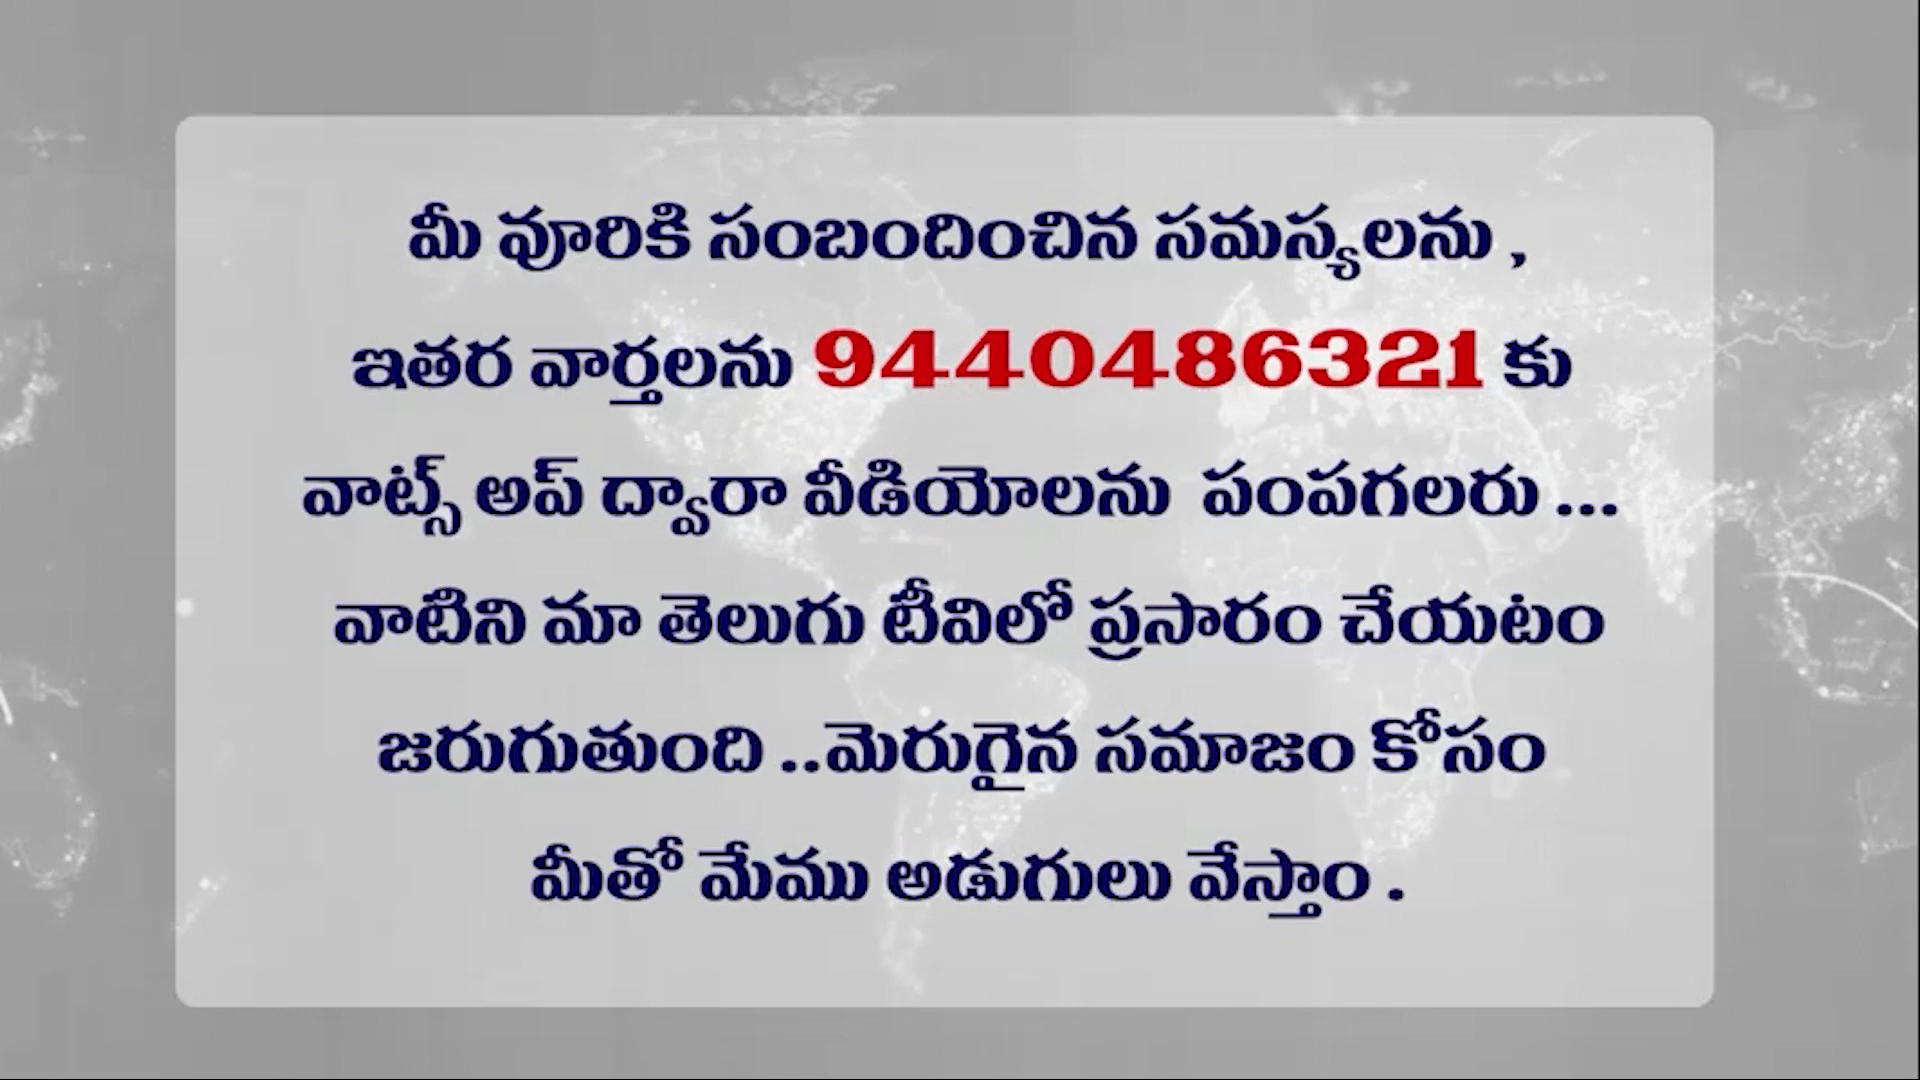 మీ వూరికి సంబందించిన సమస్యలను ,
ఇతర వార్తలను 9440486321 కు
వాట్స్ అప్ ద్వారా వీడియోలను పంపగలరు ...
వాటిని మా తెలుగు టీవిలో ప్రసారం చేయటం
జరుగుతుంది ..మెరుగైన సమాజం కోసం
మీతో మేము అడుగులు వేస్తాం .